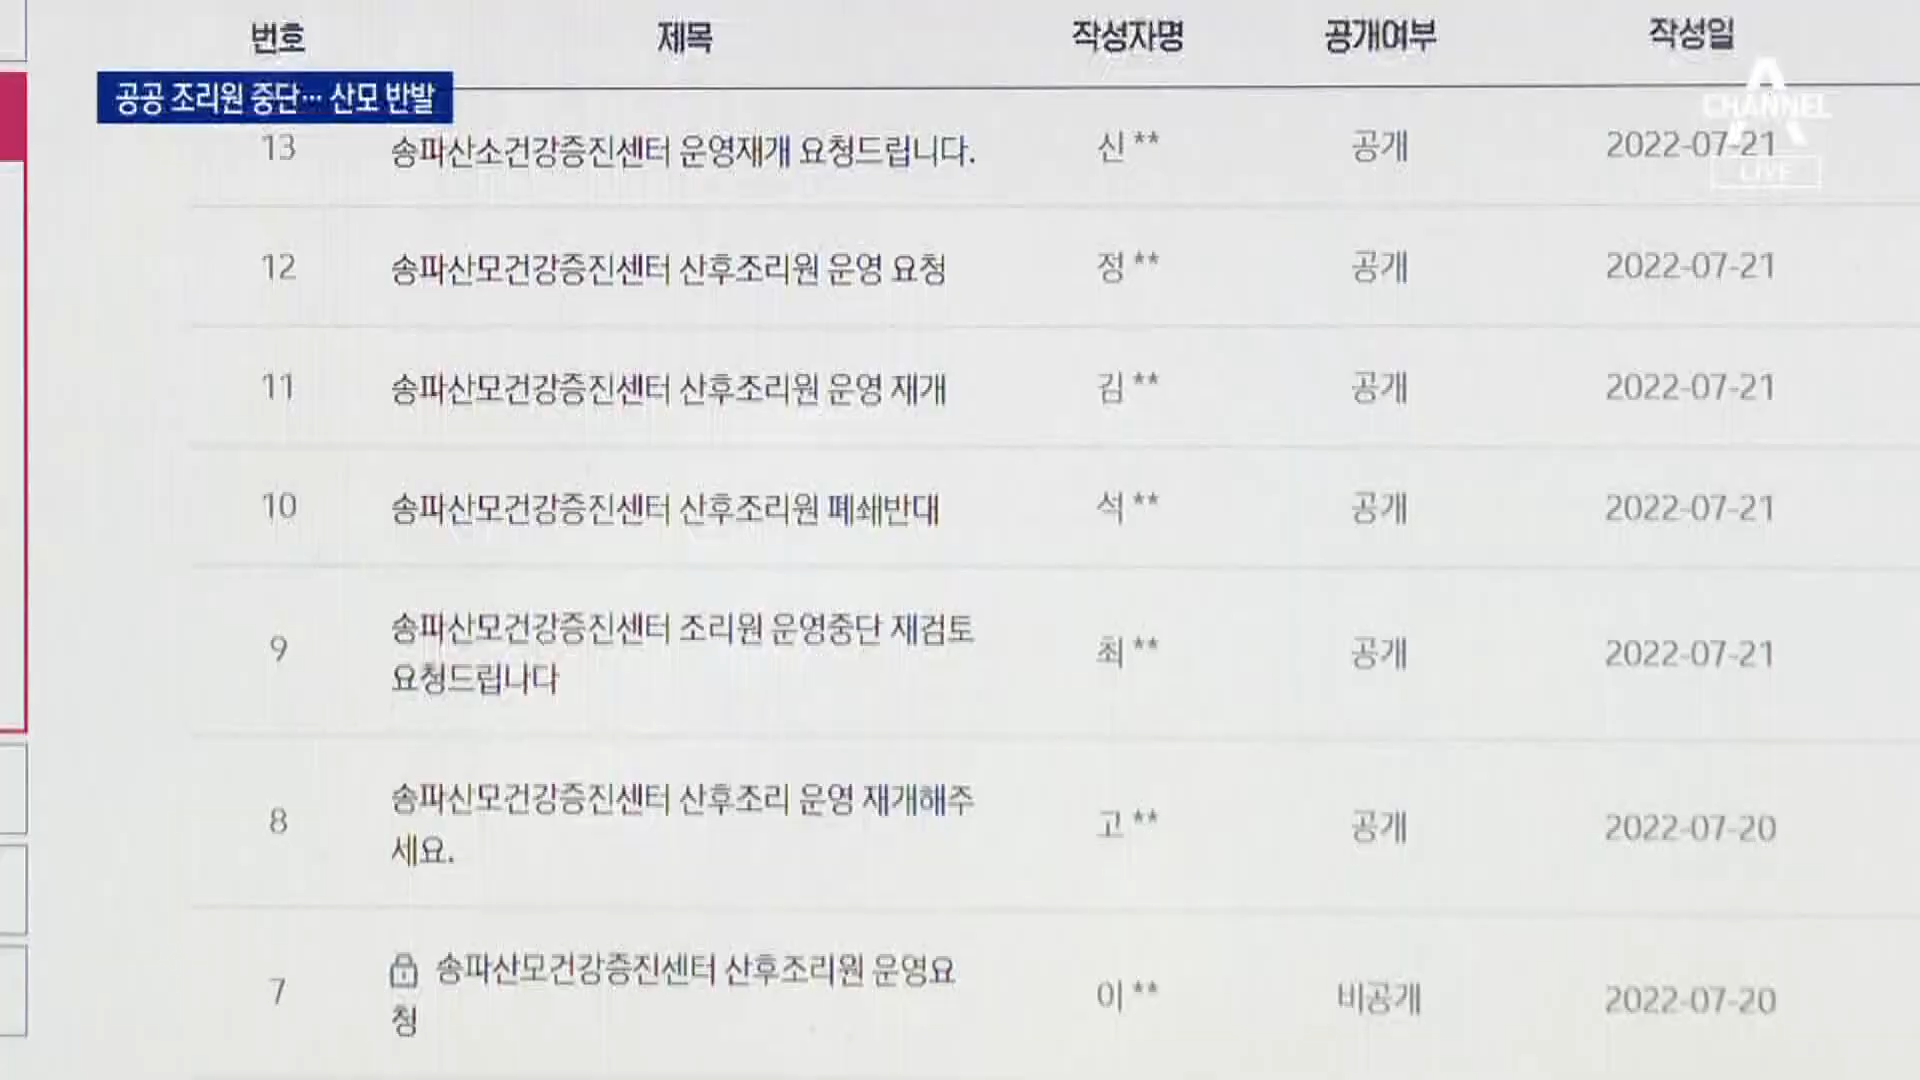 번호 제목 작성자명 공개여부 작성일
공공 조리원 중단… 산모 반발
CHANNEL A
LIVE
13 송파산소건강증진센터 운영재개 요청드립니다. 신 ** 공개 2022-07-21
12 송파산모건강증진센터 산후조리원 운영 요청 정 ** 공개 2022-07-21
11 송파산모건강증진센터 산후조리원 운영 재개 김 ** 공개 2022-07-21
10 송파산모건강증진센터 산후조리원 폐쇄반대 석 ** 공개 2022-07-21
9 송파산모건강증진센터 조리원 운영중단 재검토 최 ** 공개 2022-07-21
요청드립나다
8 송파산모건강증진센터 산후조리 운영 재개해주 고 ** 공개 2022-07-20
세요.
7 송파산모건강증진센터 산후조리원 운영요 이 ** 비공개 2022-07-20
청